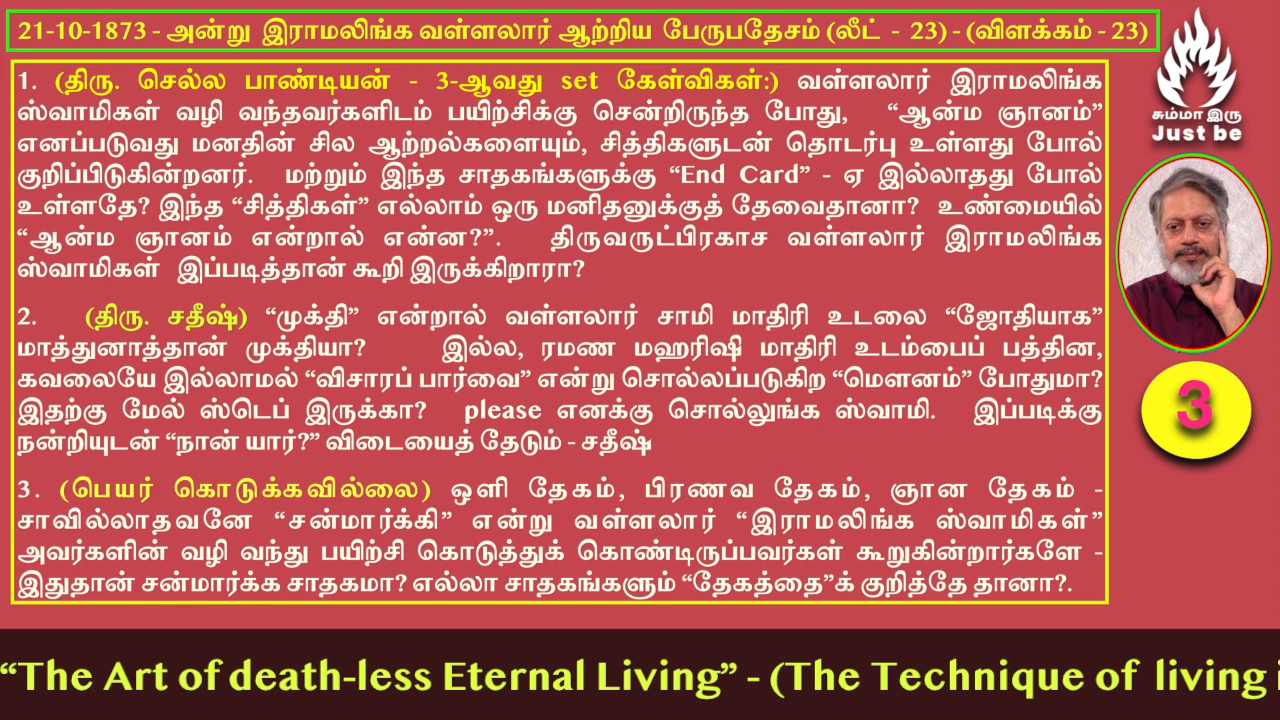 21-10-1873 - அன்று இராமலிங்க வள்ளலார் ஆற்றிய பேருபதேசம் (லீட் - 23) - (விளக்கம் - 23)
1. (திரு. செல்ல பாண்டியன் - 3-ஆவது set கேள்விகள்:) வள்ளலார் இராமலிங்க
ஸ்வாமிகள் வழி வந்தவர்களிடம் பயிற்சிக்கு சென்றிருந்த போது, “ஆன்ம ஞானம்”
எனப்படுவது மனதின் சில ஆற்றல்களையும், சித்திகளுடன் தொடர்பு உள்ளது போல்
குறிப்பிடுகின்றனர். மற்றும் இந்த சாதகங்களுக்கு “End Card” - ஏ இல்லாதது போல்
உள்ளதே? இந்த “சித்திகள்” எல்லாம் ஒரு மனிதனுக்குத் தேவைதானா? உண்மையில்
“ஆன்ம ஞானம் என்றால் என்ன?”. திருவருட்பிரகாச வள்ளலார் இராமலிங்க
ஸ்வாமிகள் இப்படித்தான் கூறி இருக்கிறாரா?
2. (திரு. சதீஷ்) “முக்தி” என்றால் வள்ளலார் சாமி மாதிரி உடலை “ஜோதியாக”
மாத்துனாத்தான் முக்தியா? இல்ல, ரமண மஹரிஷி மாதிரி உடம்பைப் பத்தின,
கவலையே இல்லாமல் “விசாரப் பார்வை” என்று சொல்லப்படுகிற “மௌனம்” போதுமா?
இதற்கு மேல் ஸ்டெப் இருக்கா? please எனக்கு சொல்லுங்க ஸ்வாமி. இப்படிக்கு
நன்றியுடன் “நான் யார்?” விடையைத் தேடும் - சதீஷ்
3. (பெயர் கொடுக்கவில்லை) ஒளி தேகம், பிரணவ தேகம், ஞான தேகம் -
சாவில்லாதவனே “சன்மார்க்கி” என்று வள்ளலார் “இராமலிங்க ஸ்வாமிகள்”
அவர்களின் வழி வந்து பயிற்சி கொடுத்துக் கொண்டிருப்பவர்கள் கூறுகின்றார்களே -
இதுதான் சன்மார்க்க சாதகமா? எல்லா சாதகங்களும் “தேகத்தை”க் குறித்தே தானா?.
சும்மா இரு
Just be
3
“The Art of death-less Eternal Living” - (The Technique of living i